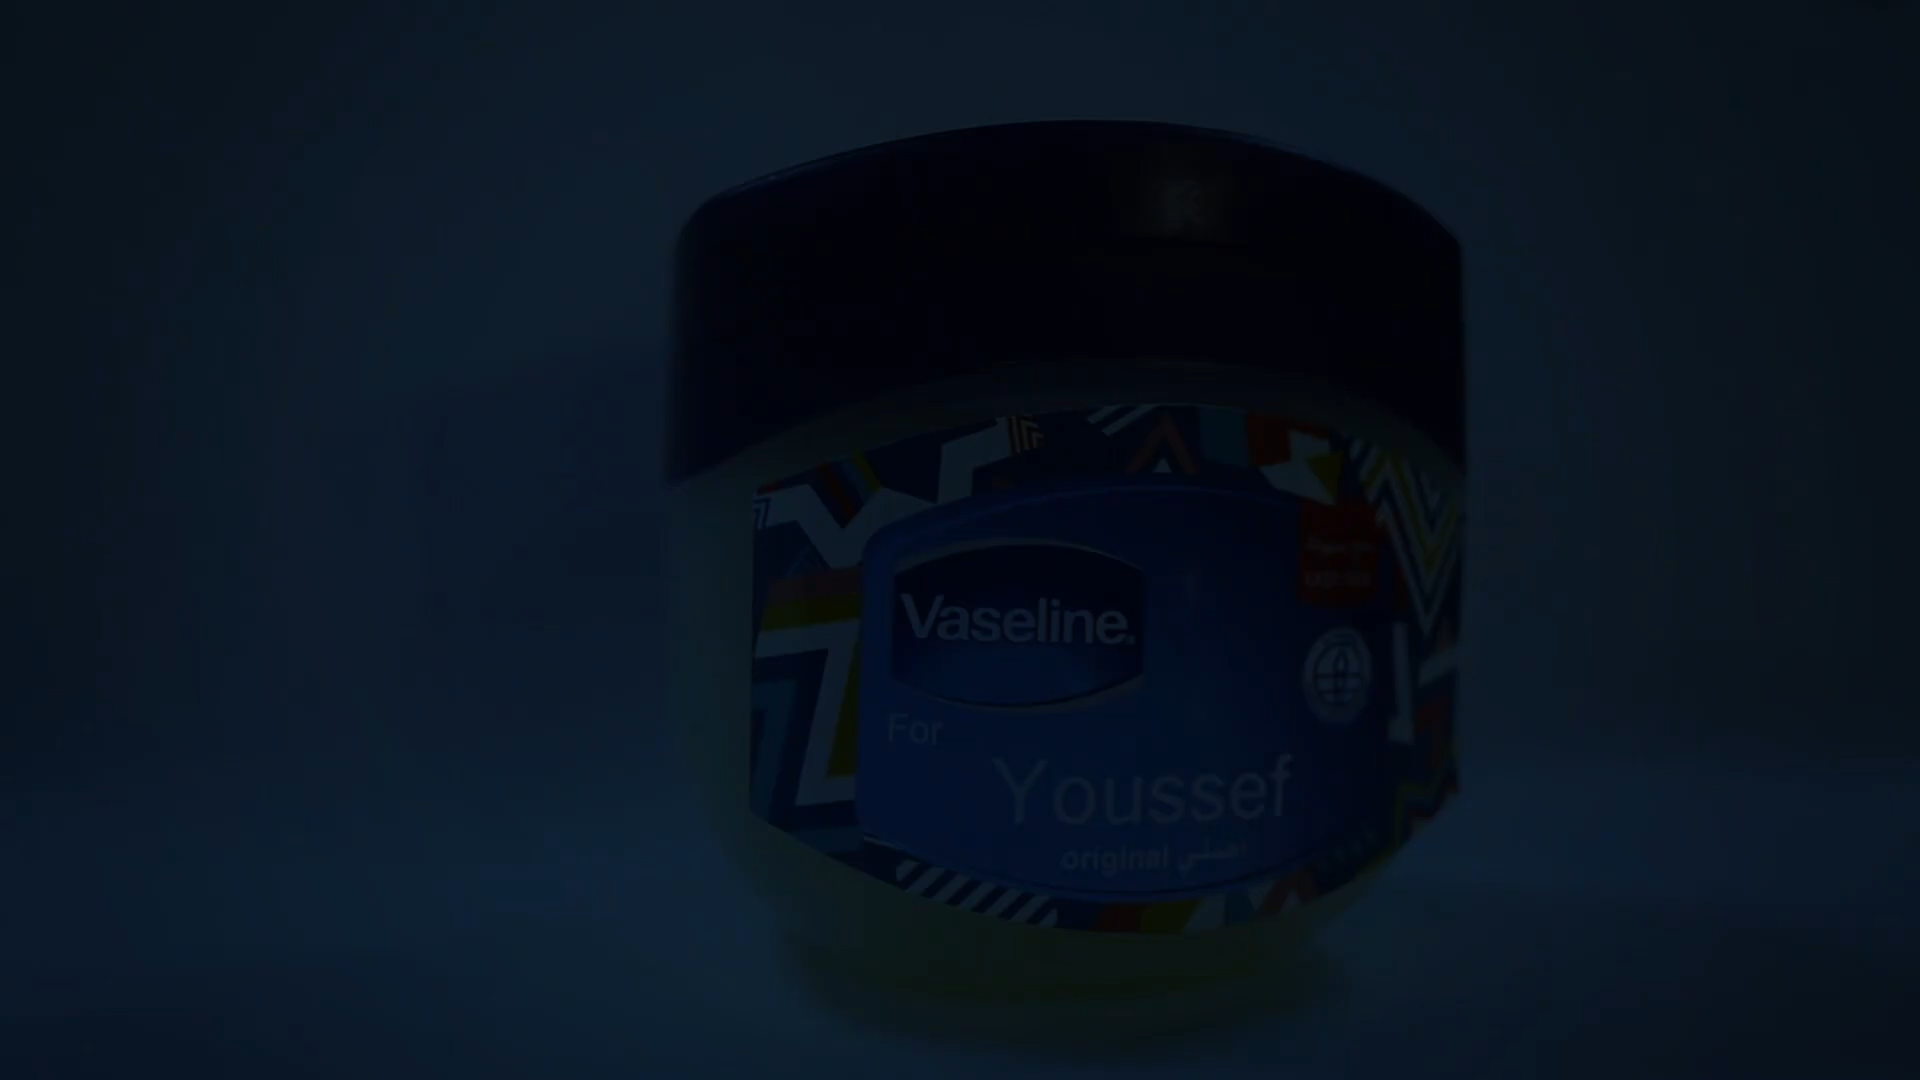 Vaseline.
For
Youssef
original أصلي